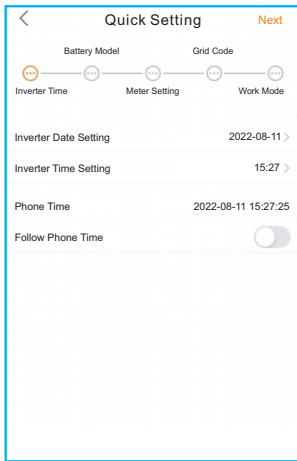 Quick Setting Next
Battery Model Grid Code
Inverter Time Meter Setting Work Mode
Inverter Date Setting 2022-08-11
Inverter Time Setting 15:27
Phone Time 2022-08-11 15:27:25
Follow Phone Time